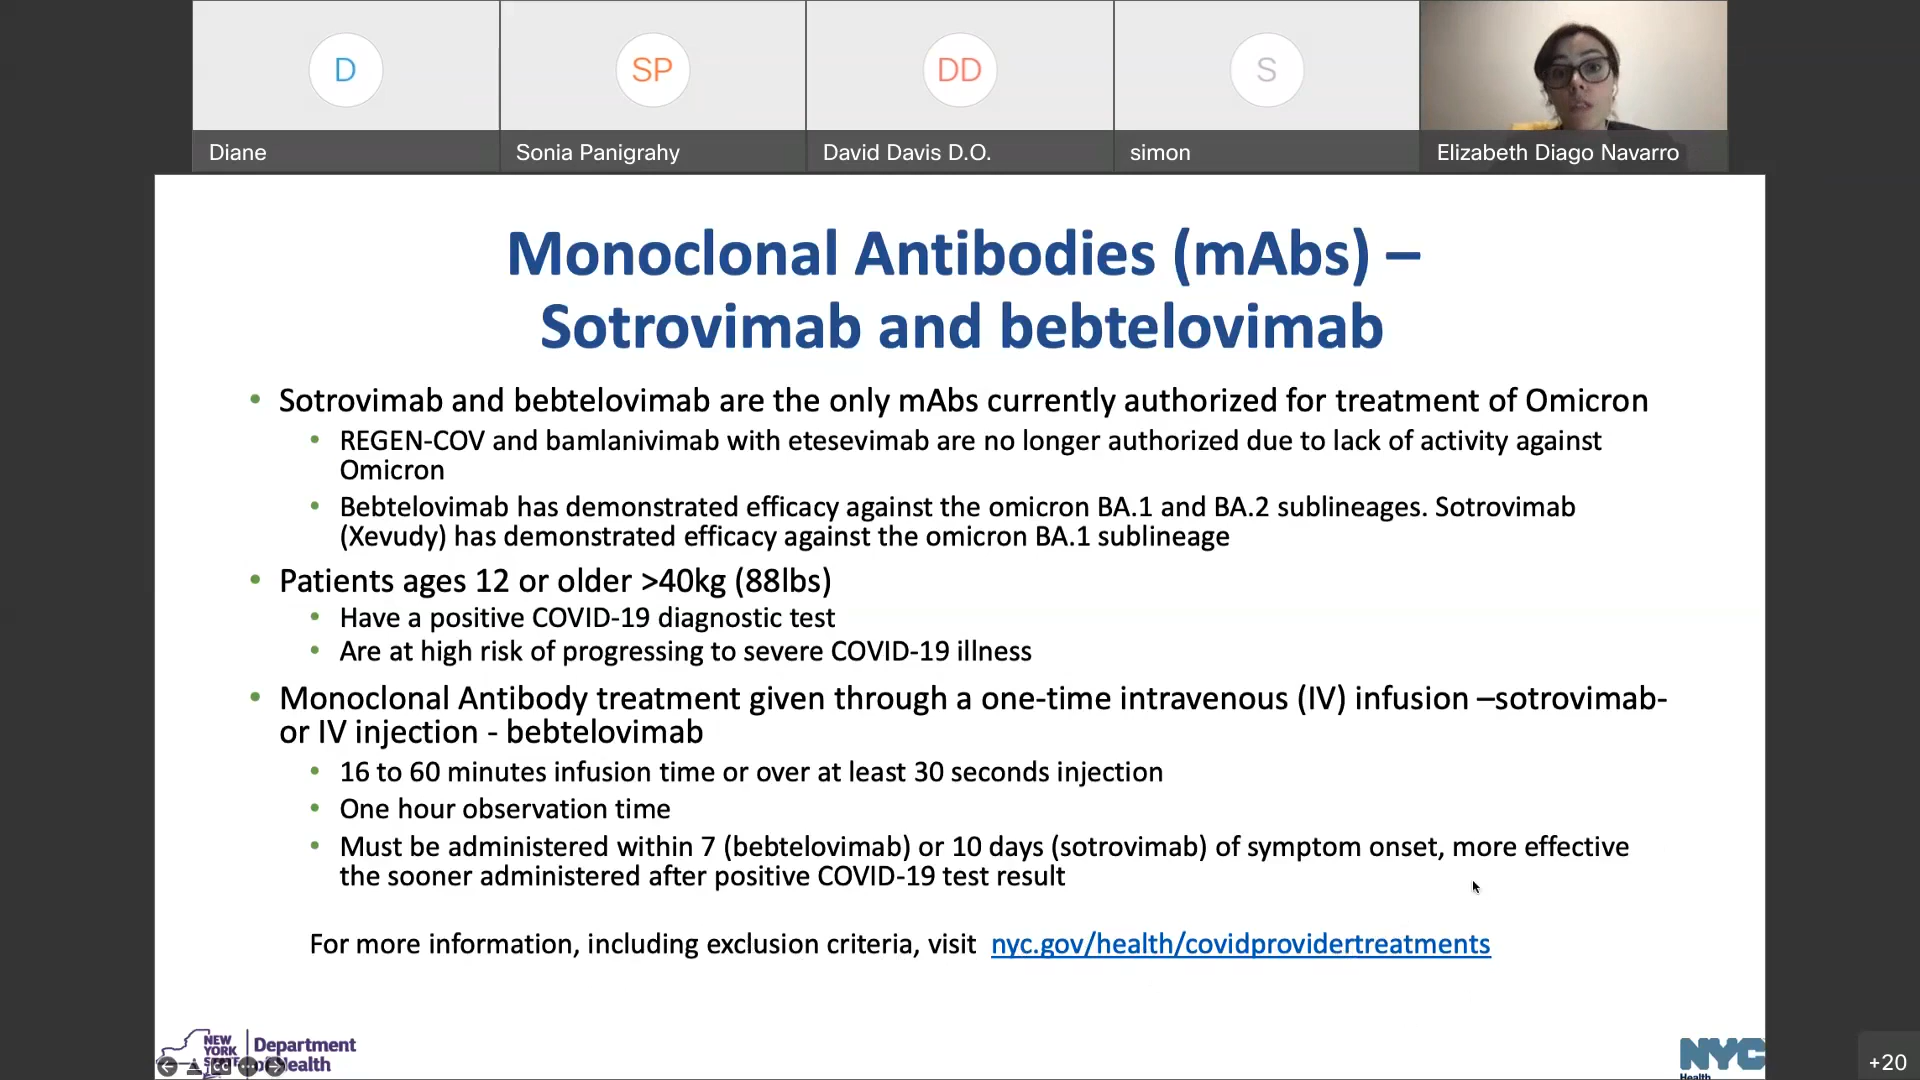 D
SP
DD
S
Diane
Sonia Panigrahy
David Davis D.O.
simon
Elizabeth Diago Navarro
Monoclonal Antibodies (mAbs) –
Sotrovimab and bebtelovimab
• Sotrovimab and bebtelovimab are the only mAbs currently authorized for treatment of Omicron
• REGEN-COV and bamlanivimab with etesevimab are no longer authorized due to lack of activity against
Omicron
• Bebtelovimab has demonstrated efficacy against the omicron BA.1 and BA.2 sublineages. Sotrovimab
(Xevudy) has demonstrated efficacy against the omicron BA.1 sublineage
• Patients ages 12 or older >40kg (88lbs)
• Have a positive COVID-19 diagnostic test
• Are at high risk of progressing to severe COVID-19 illness
• Monoclonal Antibody treatment given through a one-time intravenous (IV) infusion –sotrovimab-
or IV injection - bebtelovimab
• 16 to 60 minutes infusion time or over at least 30 seconds injection
• One hour observation time
• Must be administered within 7 (bebtelovimab) or 10 days (sotrovimab) of symptom onset, more effective
the sooner administered after positive COVID-19 test result
For more information, including exclusion criteria, visit nyc.gov/health/covidprovidertreatments
NEW
YORK
Department
Health
NYC
Health
+20